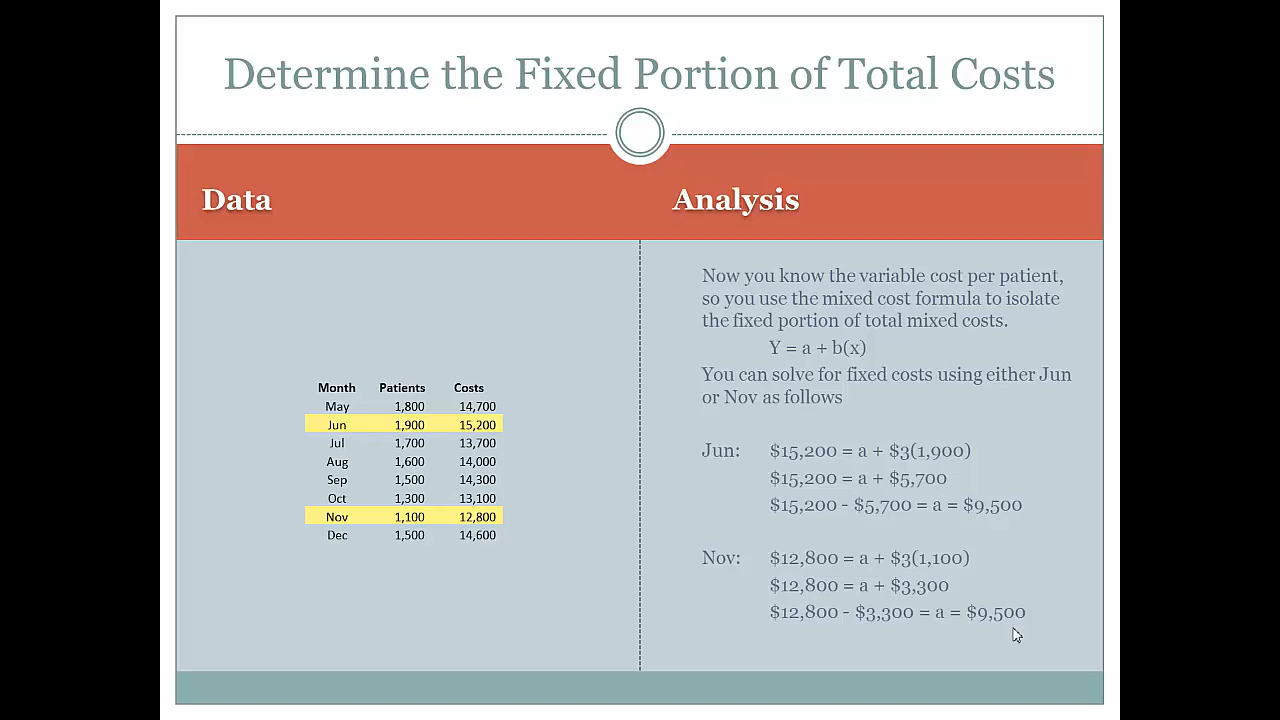 Determine the Fixed Portion of Total Costs
Data
Analysis
Month Patients Costs
May 1,800 14,700
Jun 1,900 15,200
Jul 1,700 13,700
Aug 1,600 14,000
Sep 1,500 14,300
Oct 1,300 13,100
Nov 1,100 12,800
Dec 1,500 14,600
Now you know the variable cost per patient,
so you use the mixed cost formula to isolate
the fixed portion of total mixed costs.
Y = a + b(x)
You can solve for fixed costs using either Jun
or Nov as follows
Jun: $15,200 = a + $3(1,900)
$15,200 = a + $5,700
$15,200 - $5,700 = a = $9,500
Nov: $12,800 = a + $3(1,100)
$12,800 = a + $3,300
$12,800 - $3,300 = a = $9,500